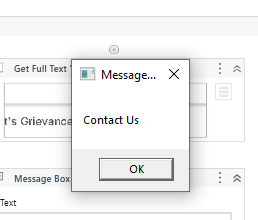 Get Full Text
Message...
Contact Us
t's Grievance
OK
Message Box
Text